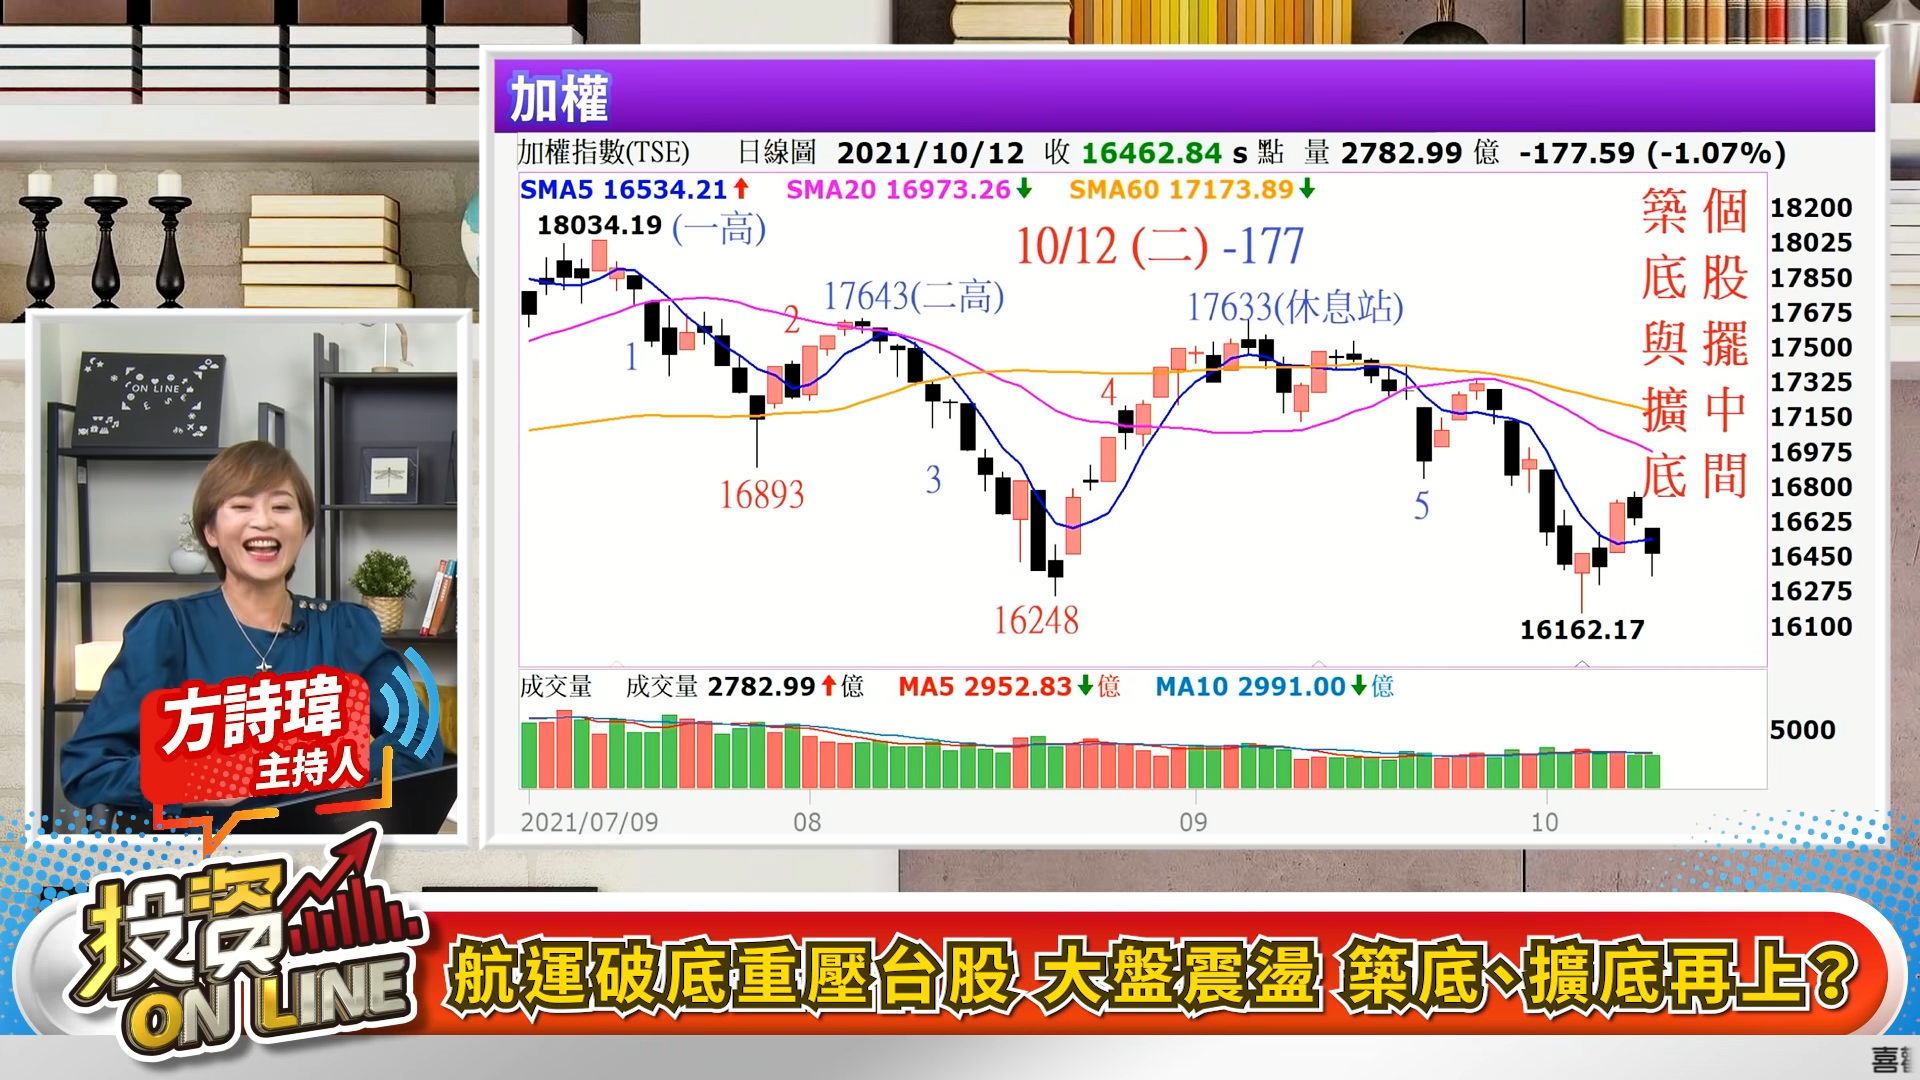 加權
加權指數(TSE) 日線圖 2021/10/12 收 16462.84 s 點 量 2782.99 億 -177.59 (-1.07%)
SMA5 16534.21↑ SMA20 16973.26↓ SMA60 17173.89↓
18034.19 (一高)
10/12 (二) -177
17643(二高)
17633(休息站)
個股擺中間
築底與擴底
1
2
3
4
5
16893
16248
16162.17
18200
18025
17850
17675
17500
17325
17150
16975
16800
16625
16450
16275
16100
成交量 成交量 2782.99↑億 MA5 2952.83↓億 MA10 2991.00↓億
5000
2021/07/09 08 09 10
ON LINE
方詩瑋
主持人
投資
ON LINE
航運破底重壓台股 大盤震盪 築底、擴底再上?
喜